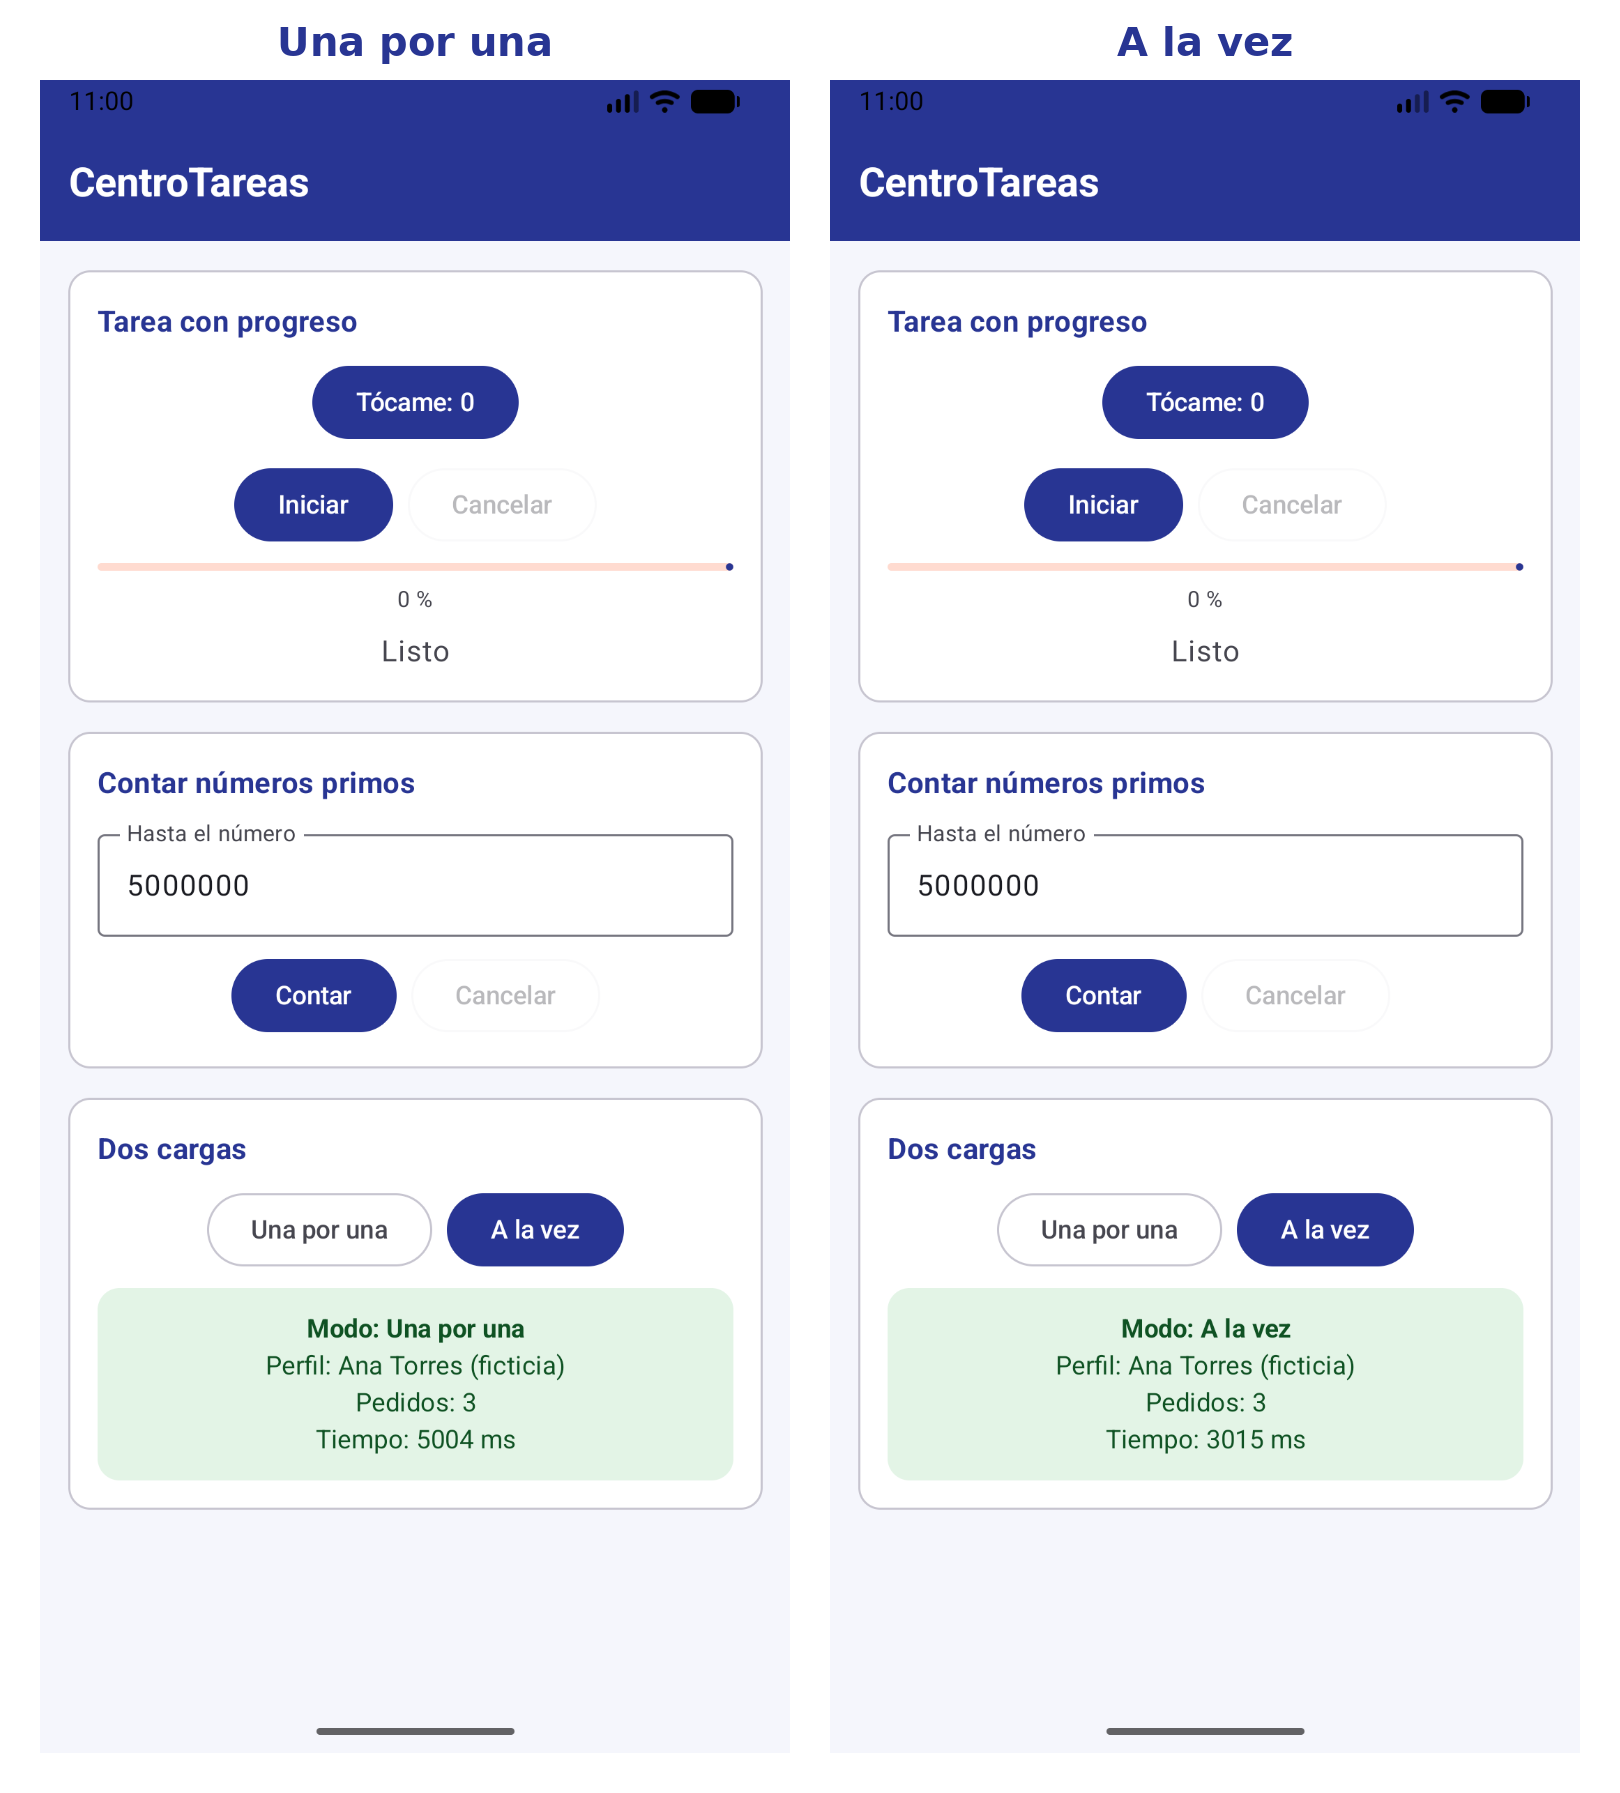 Una por una
11:00
CentroTareas
Tarea con progreso
Tócame: 0
Iniciar
Cancelar
0 %
Listo
Contar números primos
Hasta el número
5000000
Contar
Cancelar
Dos cargas
Una por una
A la vez
Modo: Una por una
Perfil: Ana Torres (ficticia)
Pedidos: 3
Tiempo: 5004 ms
A la vez
11:00
CentroTareas
Tarea con progreso
Tócame: 0
Iniciar
Cancelar
0 %
Listo
Contar números primos
Hasta el número
5000000
Contar
Cancelar
Dos cargas
Una por una
A la vez
Modo: A la vez
Perfil: Ana Torres (ficticia)
Pedidos: 3
Tiempo: 3015 ms